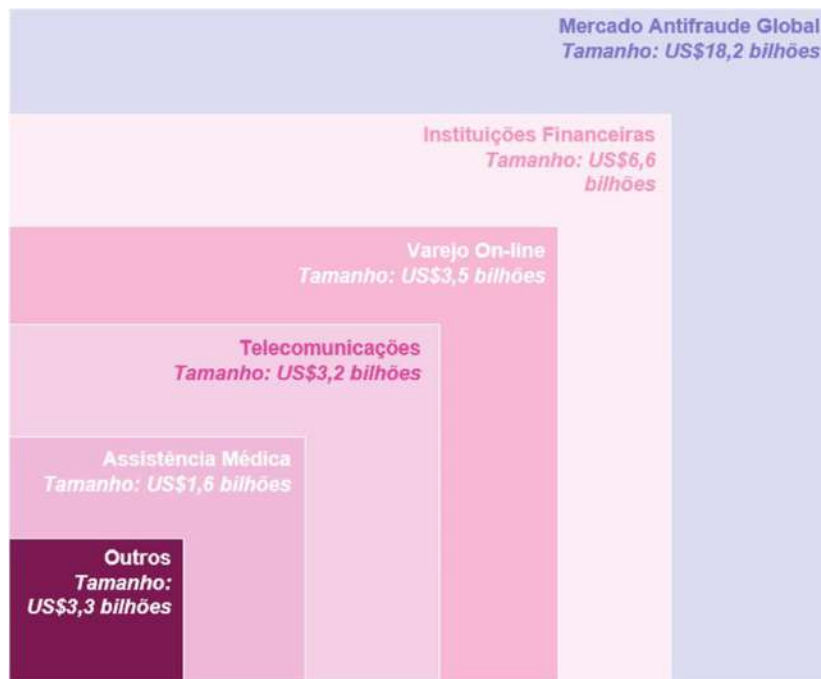 Mercado Antifraude Global
Tamanho: US$18,2 bilhões
Instituições Financeiras
Tamanho: US$6,6
bilhões
Varejo On-line
Tamanho: US$3,5 bilhões
Telecomunicações
Tamanho: US$3,2 bilhões
Assistência Médica
Tamanho: US$1,6 bilhões
Outros
Tamanho:
US$3,3 bilhões